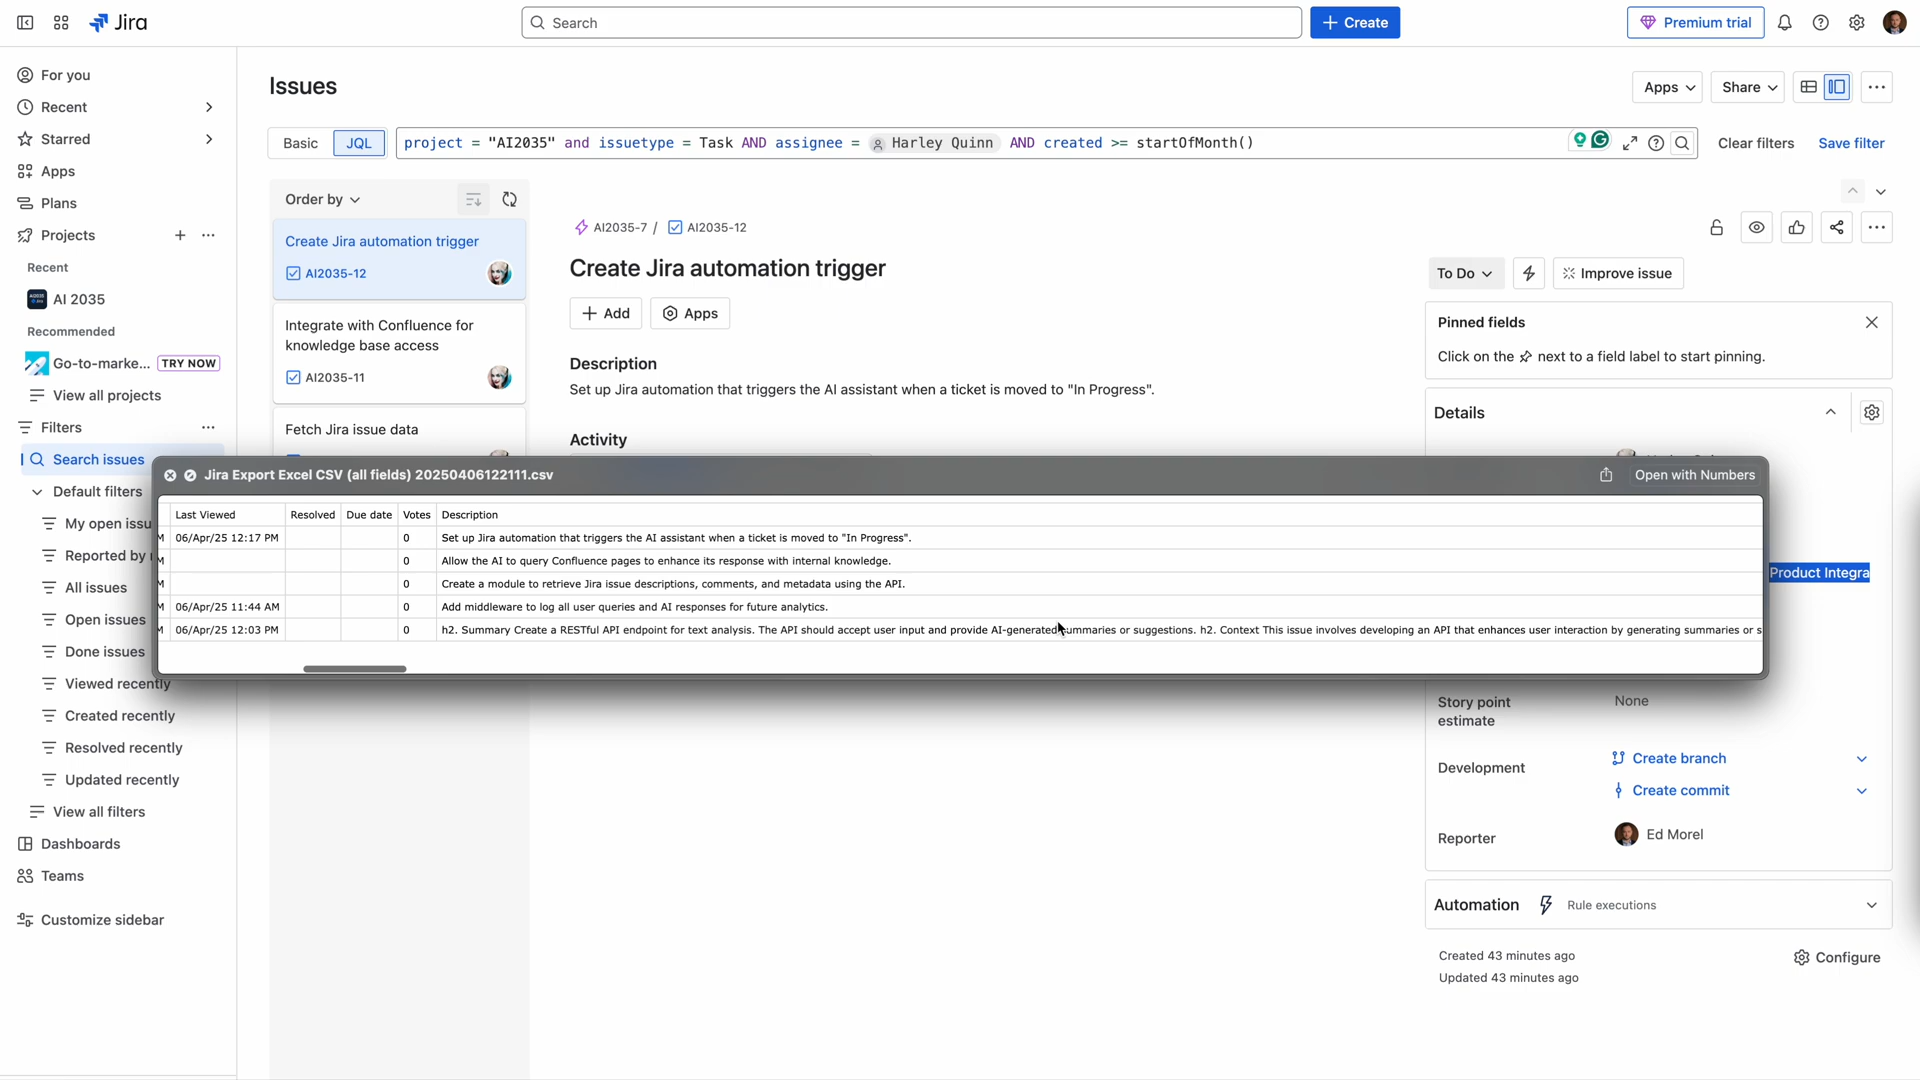 Jira
Search
Create
Premium trial
For you
Recent
Starred
Apps
Plans
Projects
Recent
AI 2035
Recommended
Go-to-marke...
TRY NOW
View all projects
Filters
Search issues
Default filters
My open issu
Reported by
All issues
Open issues
Done issues
Viewed recently
Created recently
Resolved recently
Updated recently
View all filters
Dashboards
Teams
Customize sidebar
Issues
Apps
Share
Basic
JQL
project = "AI2035" and issuetype = Task AND assignee = Harley Quinn AND created >= startOfMonth()
Clear filters
Save filter
Order by
Create Jira automation trigger
AI2035-12
Integrate with Confluence for
knowledge base access
AI2035-11
Fetch Jira issue data
AI2035-7 / AI2035-12
Create Jira automation trigger
Add
Apps
Description
Set up Jira automation that triggers the AI assistant when a ticket is moved to "In Progress".
Activity
To Do
Improve issue
Pinned fields
Click on the next to a field label to start pinning.
Details
Jira Export Excel CSV (all fields) 20250406122111.csv
Open with Numbers
Last Viewed Resolved Due date Votes Description
M 06/Apr/25 12:17 PM 0 Set up Jira automation that triggers the AI assistant when a ticket is moved to "In Progress".
M 0 Allow the AI to query Confluence pages to enhance its response with internal knowledge.
M 0 Create a module to retrieve Jira issue descriptions, comments, and metadata using the API.
M 06/Apr/25 11:44 AM 0 Add middleware to log all user queries and AI responses for future analytics.
M 06/Apr/25 12:03 PM 0 h2. Summary Create a RESTful API endpoint for text analysis. The API should accept user input and provide AI-generated summaries or suggestions. h2. Context This issue involves developing an API that enhances user interaction by generating summaries or s
Product Integra
Story point
estimate
None
Development
Create branch
Create commit
Reporter
Ed Morel
Automation
Rule executions
Created 43 minutes ago
Updated 43 minutes ago
Configure